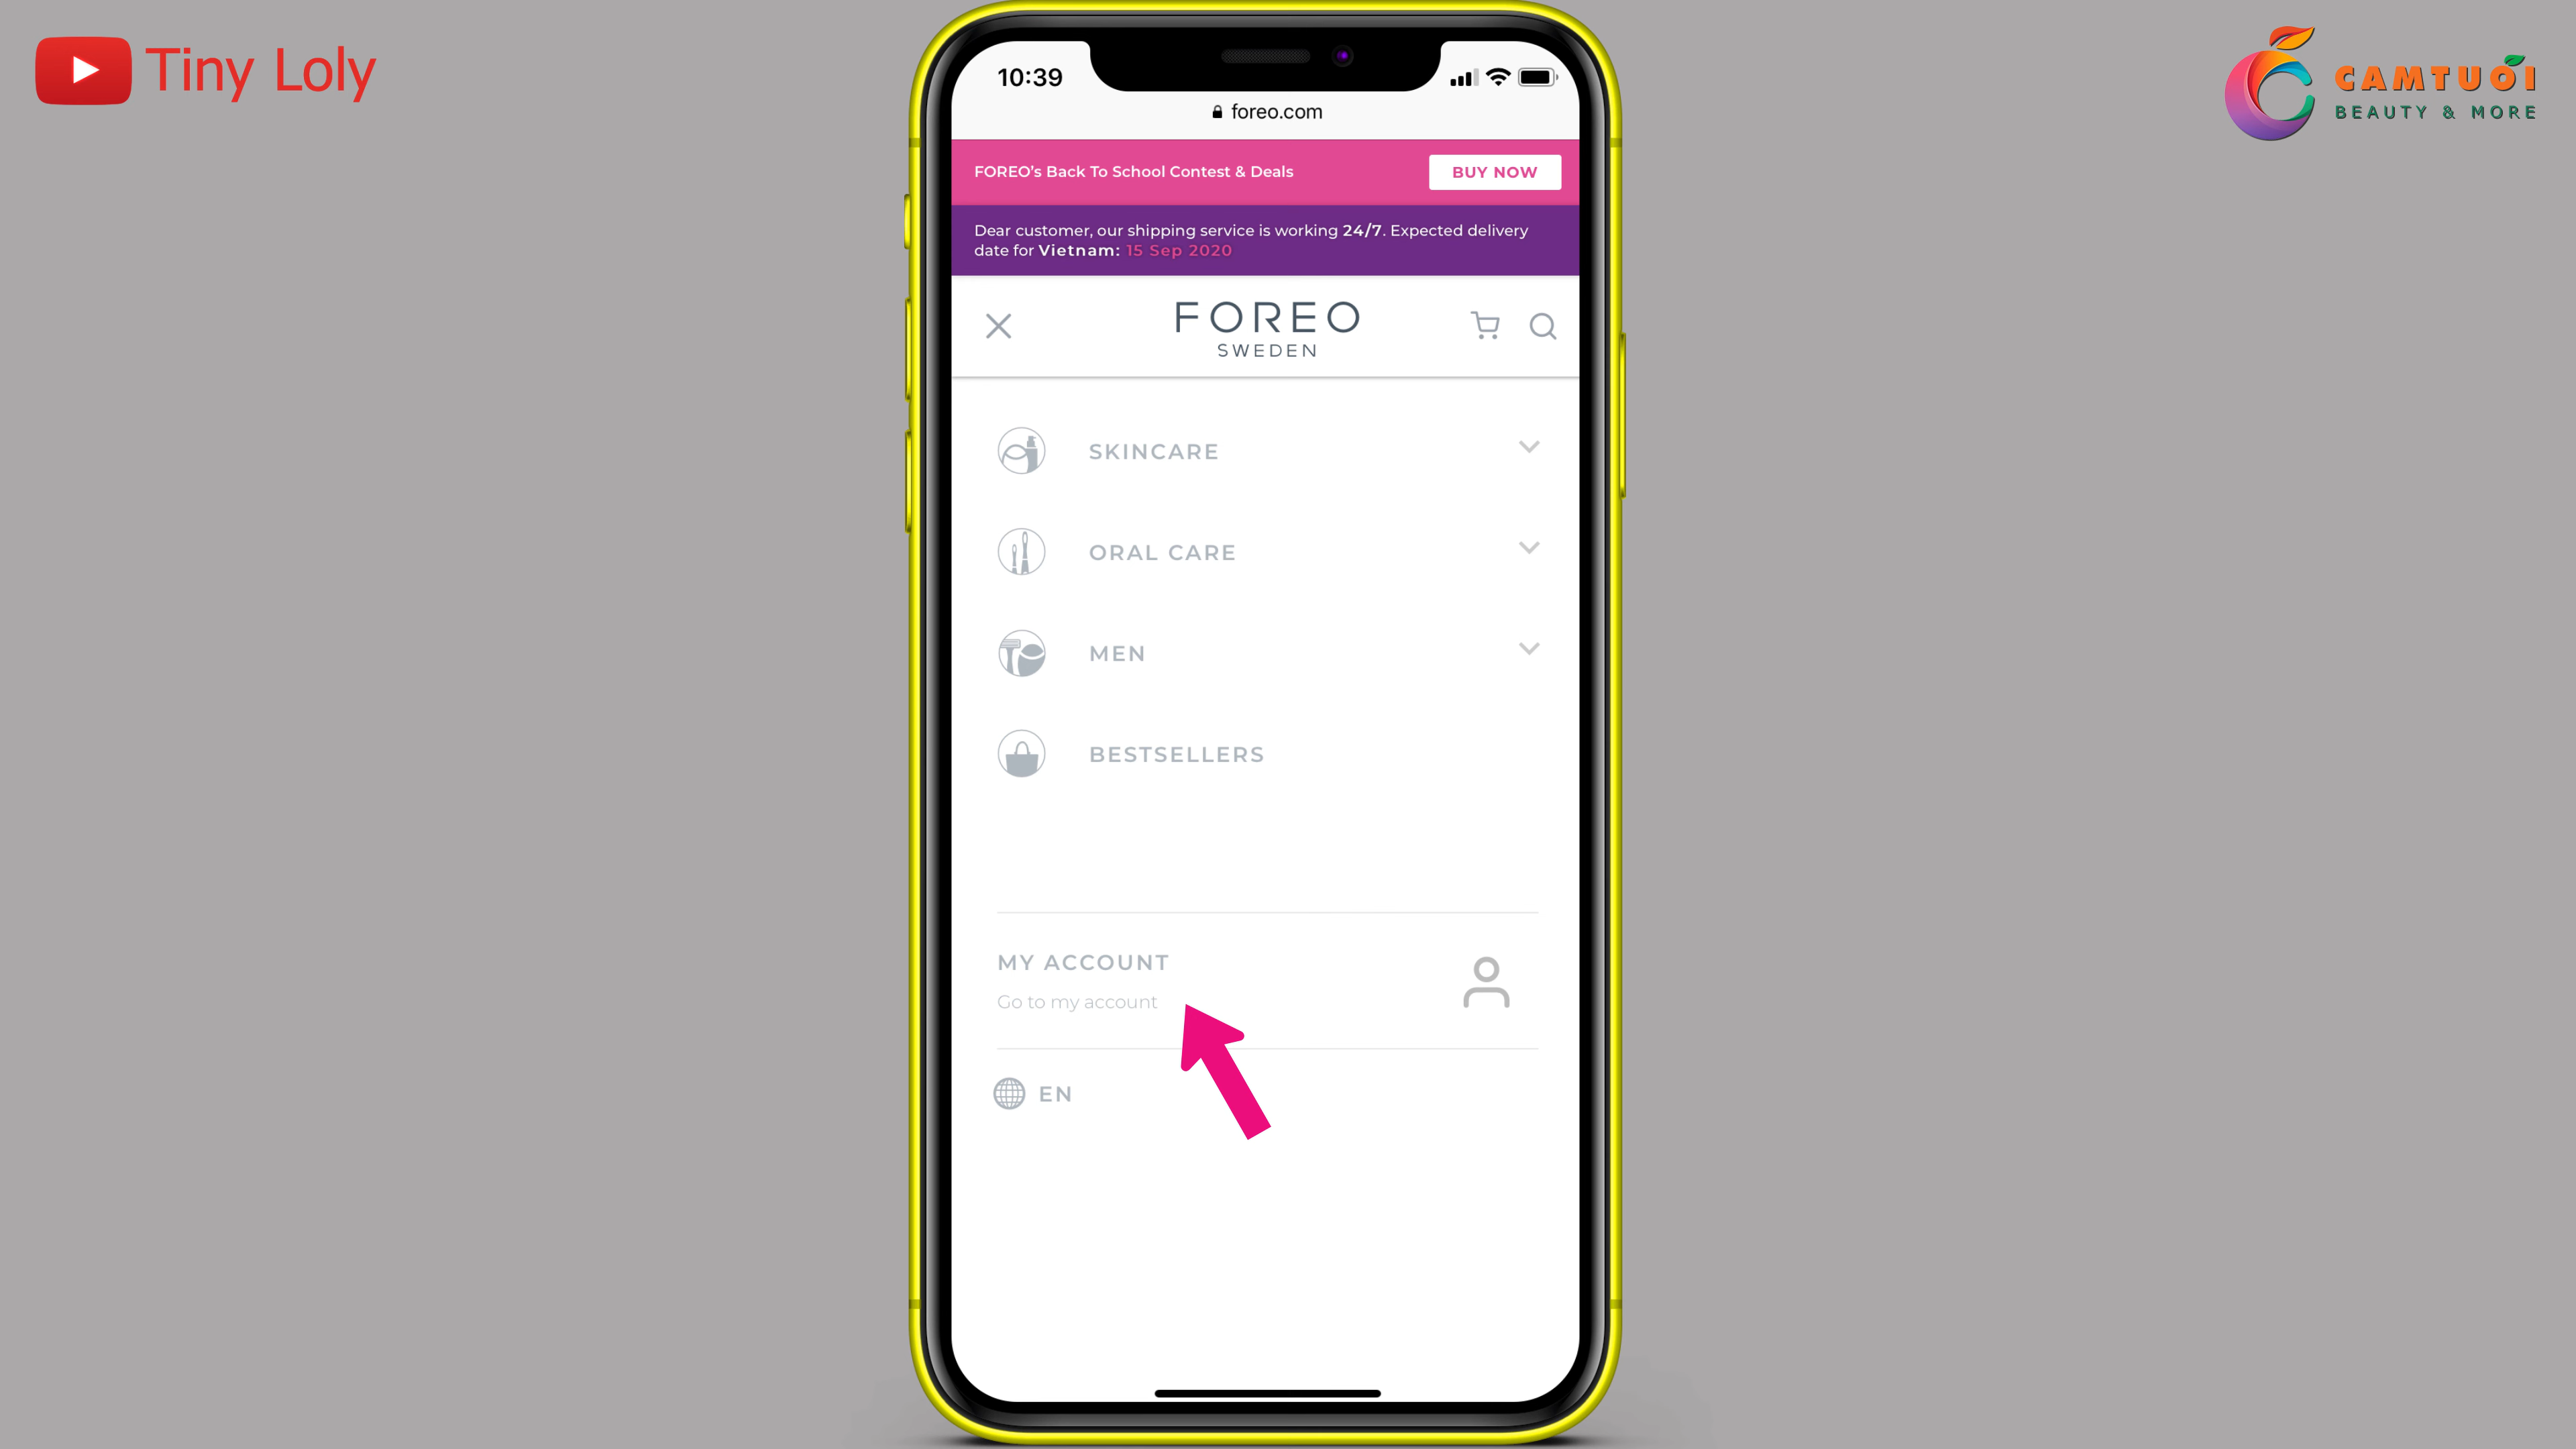 Tiny Loly
CAMTUOI
BEAUTY & MORE
10:39
foreo.com
FOREO's Back To School Contest & Deals
BUY NOW
Dear customer, our shipping service is working 24/7. Expected delivery
date for Vietnam: 15 Sep 2020
FOREO
SWEDEN
SKINCARE
ORAL CARE
MEN
BESTSELLERS
MY ACCOUNT
Go to my account
EN